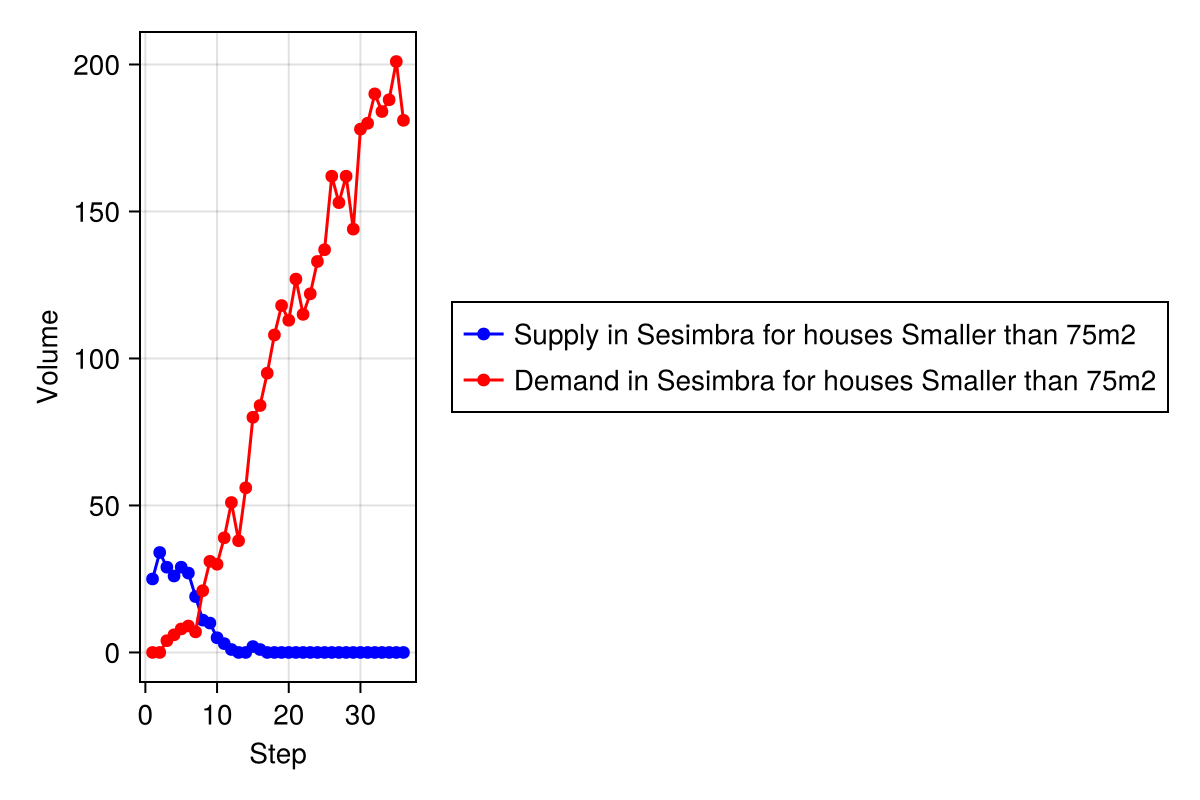 200
150
100
50
0
Volume
0 10 20 30
Step
Supply in Sesimbra for houses Smaller than 75m2
Demand in Sesimbra for houses Smaller than 75m2